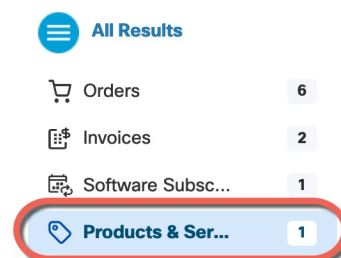 All Results
Orders 6
Invoices 2
Software Subsc... 1
Products & Ser... 1